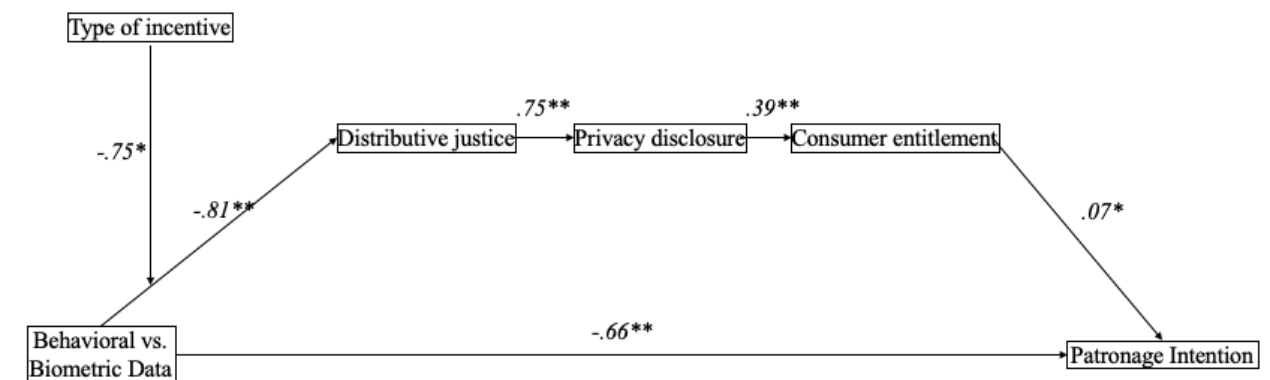 Type of incentive
.75**
.39**
Distributive justice
Privacy disclosure
Consumer entitlement
-.75*
-.81**
.07*
-.66**
Behavioral vs.
Biometric Data
Patronage Intention